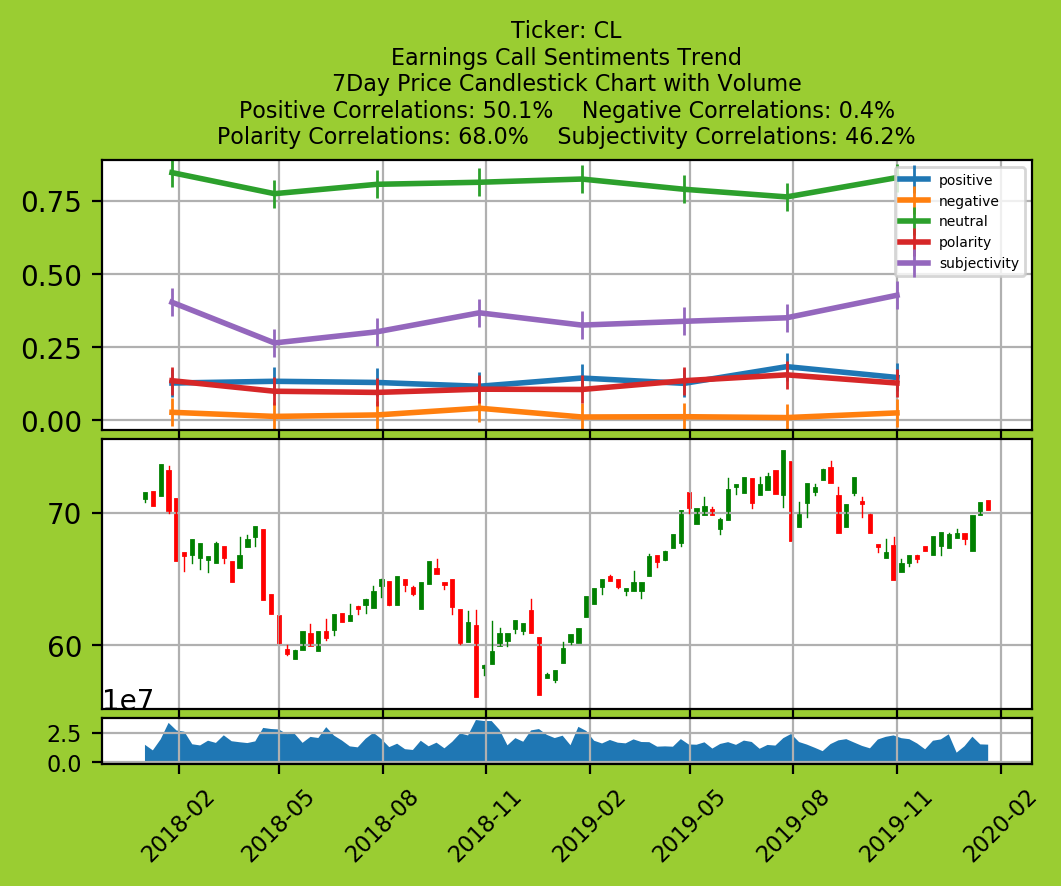 Ticker: CL
Earnings Call Sentiments Trend
7Day Price Candlestick Chart with Volume
Positive Correlations: 50.1%    Negative Correlations: 0.4%
Polarity Correlations: 68.0%    Subjectivity Correlations: 46.2%
positive
negative
neutral
polarity
subjectivity
0.75
0.50
0.25
0.00
70
60
1e7
2.5
0.0
2018-02
2018-05
2018-08
2018-11
2019-02
2019-05
2019-08
2019-11
2020-02